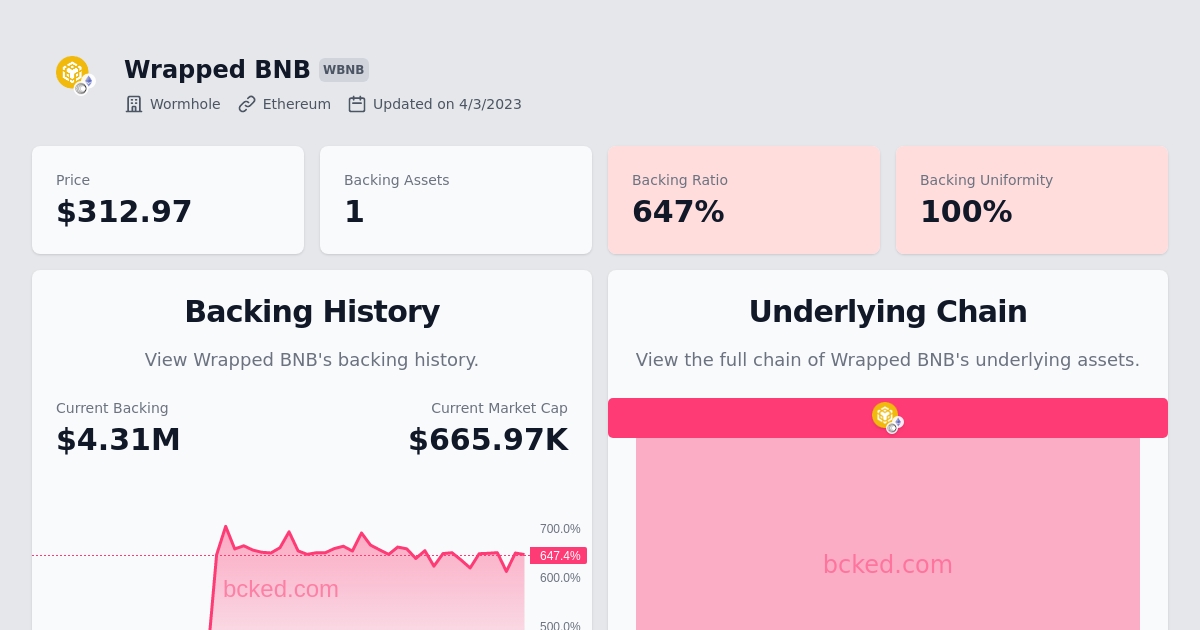 Wrapped BNB WBNB
Wormhole Ethereum Updated on 4/3/2023
Price
$312.97
Backing Assets
1
Backing Ratio
647%
Backing Uniformity
100%
Backing History
View Wrapped BNB's backing history.
Current Backing
$4.31M
Current Market Cap
$665.97K
700.0%
647.4%
600.0%
500.0%
bcked.com
Underlying Chain
View the full chain of Wrapped BNB's underlying assets.
bcked.com